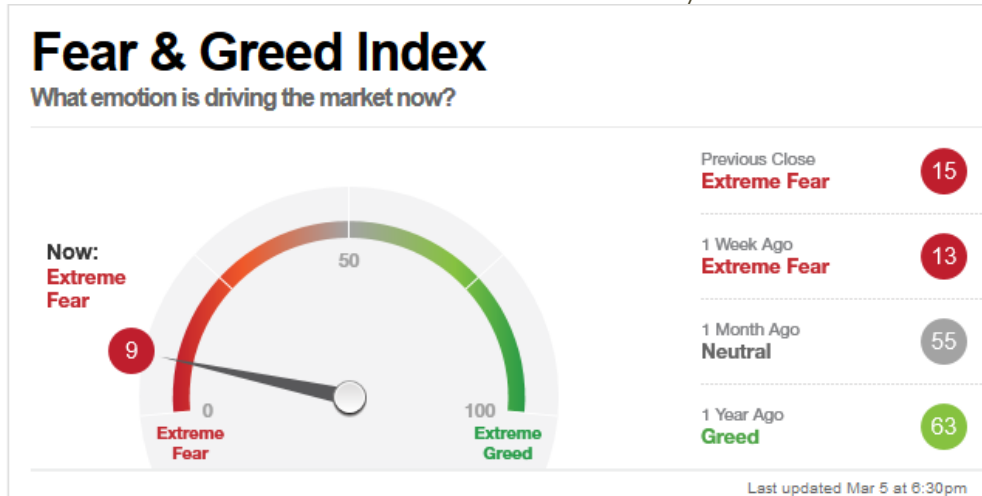 Fear & Greed Index
What emotion is driving the market now?
Now:
Extreme
Fear
9
50
0
Extreme
Fear
100
Extreme
Greed
Previous Close
Extreme Fear
15
1 Week Ago
Extreme Fear
13
1 Month Ago
Neutral
55
1 Year Ago
Greed
63
Last updated Mar 5 at 6:30pm